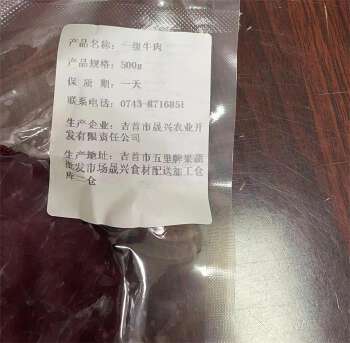 产品名称：一级牛肉
产品规格：500g
保 质 期：一天
联系电话：0743-8716851
生产企业：吉首市晟兴农业开
发有限责任公司
生产地址：吉首市五里牌果蔬
批发市场晟兴食材配送加工仓
库一仓